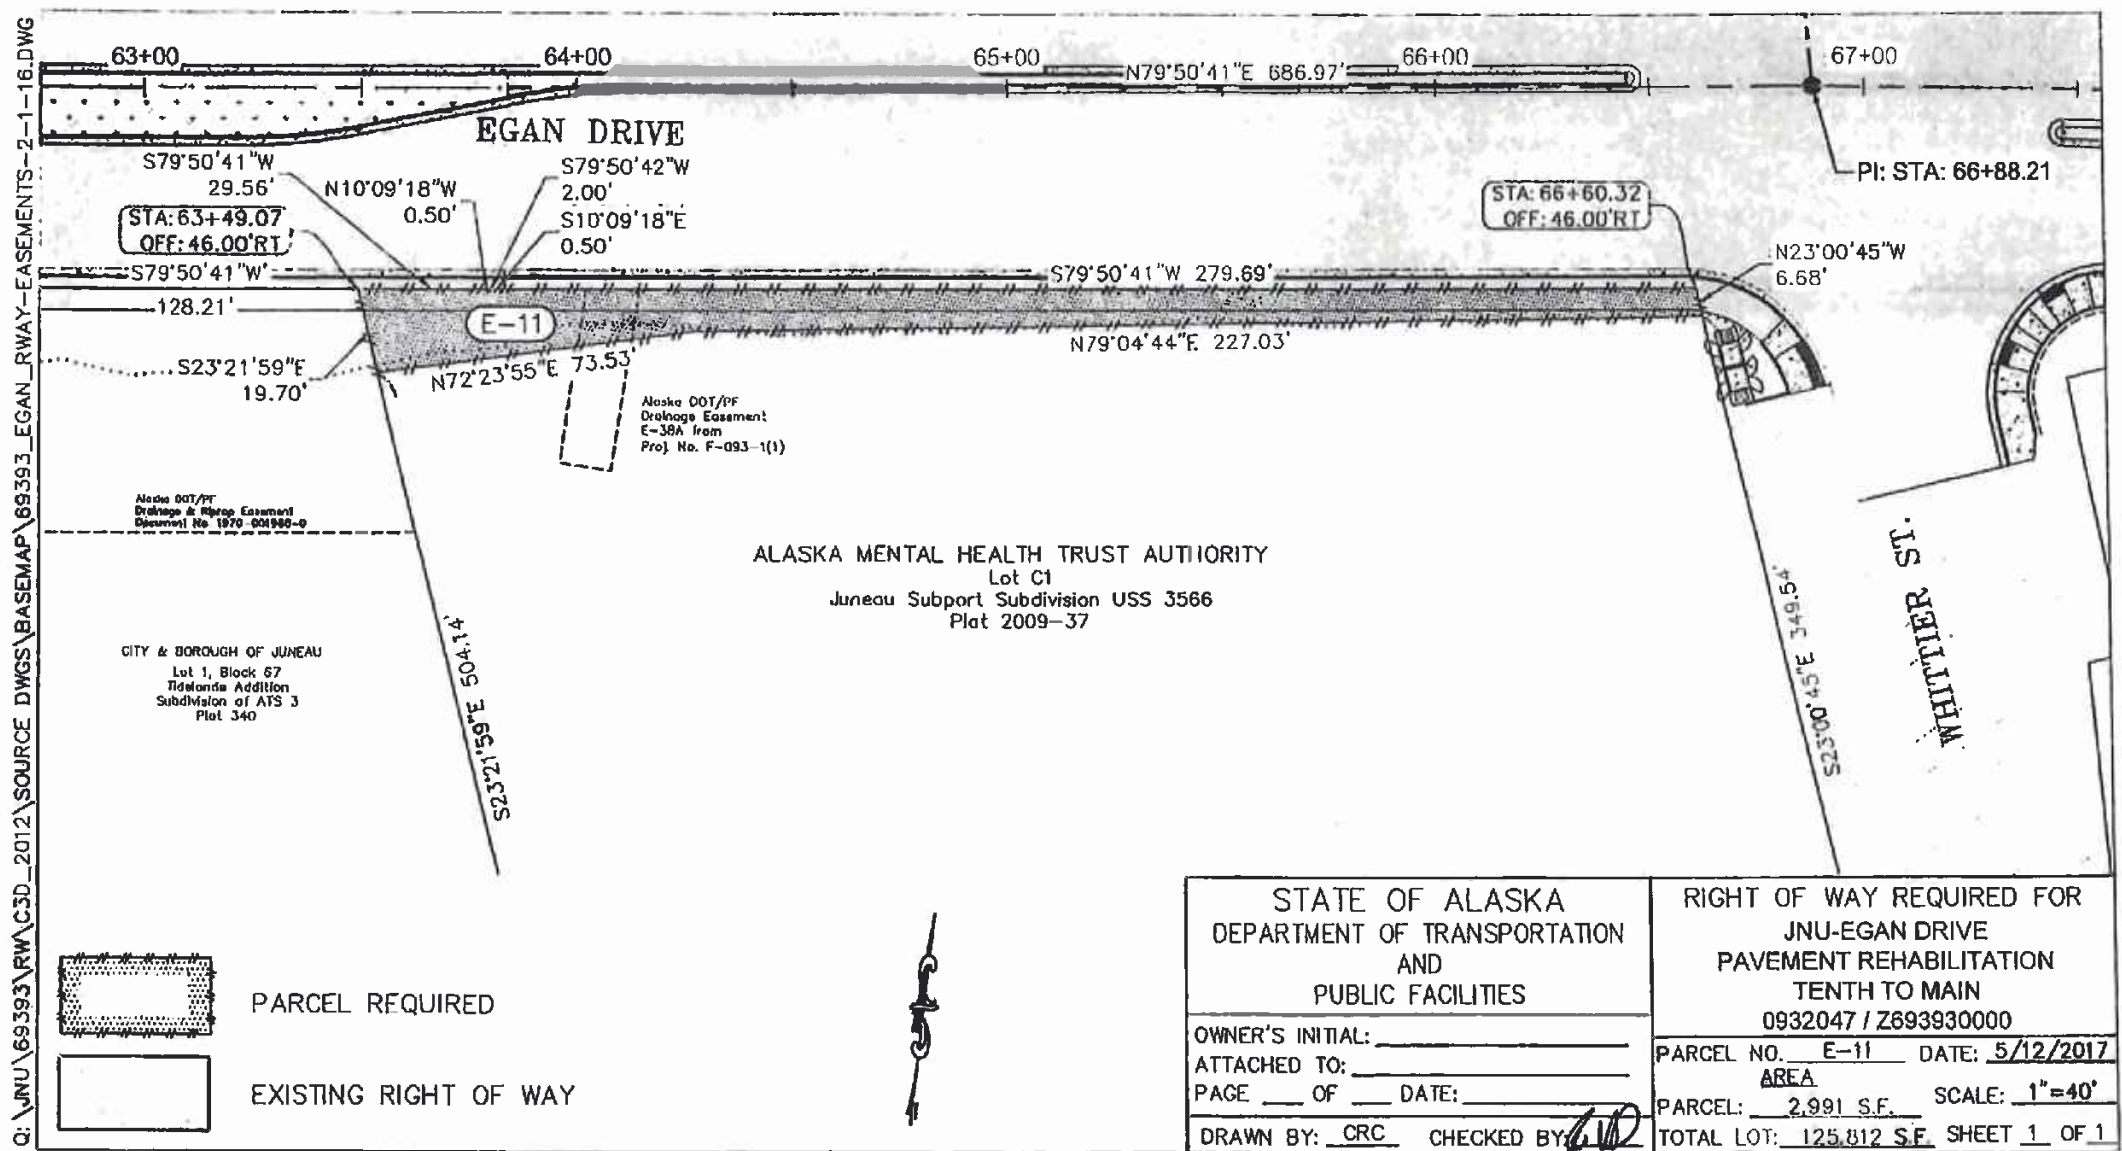 Q:\JNU\69393\RW\C3D_2012\SOURCE DWGS\BASEMAP\69393_EGAN_RWAY-EASEMENTS-2-1-16.DWG
63+00
64+00
65+00
66+00
67+00
N79°50'41"E 686.97'
EGAN DRIVE
PI: STA: 66+88.21
S79°50'41"W
29.56'
N10°09'18"W
0.50'
S79°50'42"W
2.00'
S10°09'18"E
0.50'
STA: 63+49.07
OFF: 46.00'RT
STA: 66+60.32
OFF: 46.00'RT
N23°00'45"W
6.68'
S79°50'41"W
128.21'
S79°50'41"W 279.69'
E-11
S23°21'59"E
19.70'
N72°23'55"E 73.53'
N79°04'44"E 227.03'
Alaska DOT/PF
Drainage Easement
E-38A from
Proj. No. F-093-1(1)
Alaska DOT/PF
Drainage & Riprap Easement
Document No
ALASKA MENTAL HEALTH TRUST AUTHORITY
Lot C1
Juneau Subport Subdivision USS 3566
Plat 2009-37
CITY & BOROUGH OF JUNEAU
Lot 1, Block 67
Tidelands Addition
Subdivision of ATS 3
Plat 340
S23°21'59"E 504.14'
S23°00'45"E 349.54'
WHITTIER ST.
PARCEL REQUIRED
EXISTING RIGHT OF WAY
STATE OF ALASKA
DEPARTMENT OF TRANSPORTATION
AND
PUBLIC FACILITIES
OWNER'S INITIAL:
ATTACHED TO:
PAGE OF DATE:
DRAWN BY: CRC CHECKED BY:
RIGHT OF WAY REQUIRED FOR
JNU-EGAN DRIVE
PAVEMENT REHABILITATION
TENTH TO MAIN
0932047 / Z693930000
PARCEL NO. E-11 DATE: 5/12/2017
AREA
PARCEL: 2,991 S.F. SCALE: 1"=40'
TOTAL LOT: 125,812 S.F. SHEET 1 OF 1